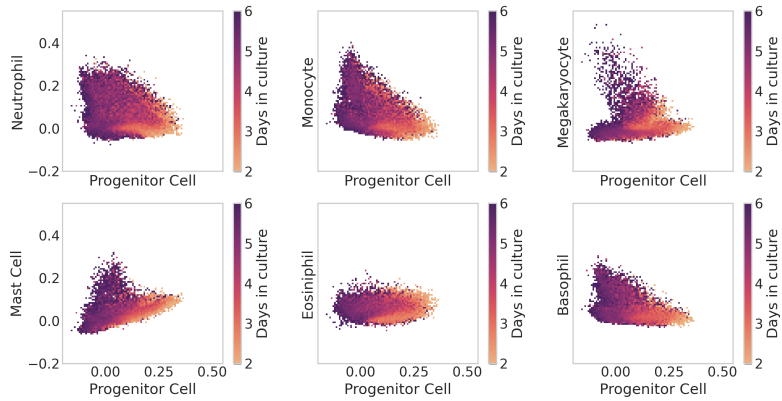 Neutrophil
0.4
0.2
0.0
−0.2
Progenitor Cell
6
5
4
3
2
Days in culture
Monocyte
Progenitor Cell
6
5
4
3
2
Days in culture
Megakaryocyte
Progenitor Cell
6
5
4
3
2
Days in culture
Mast Cell
0.4
0.2
0.0
−0.2
0.00 0.25 0.50
Progenitor Cell
6
5
4
3
2
Days in culture
Eosiniphil
0.00 0.25 0.50
Progenitor Cell
6
5
4
3
2
Days in culture
Basophil
0.00 0.25 0.50
Progenitor Cell
6
5
4
3
2
Days in culture